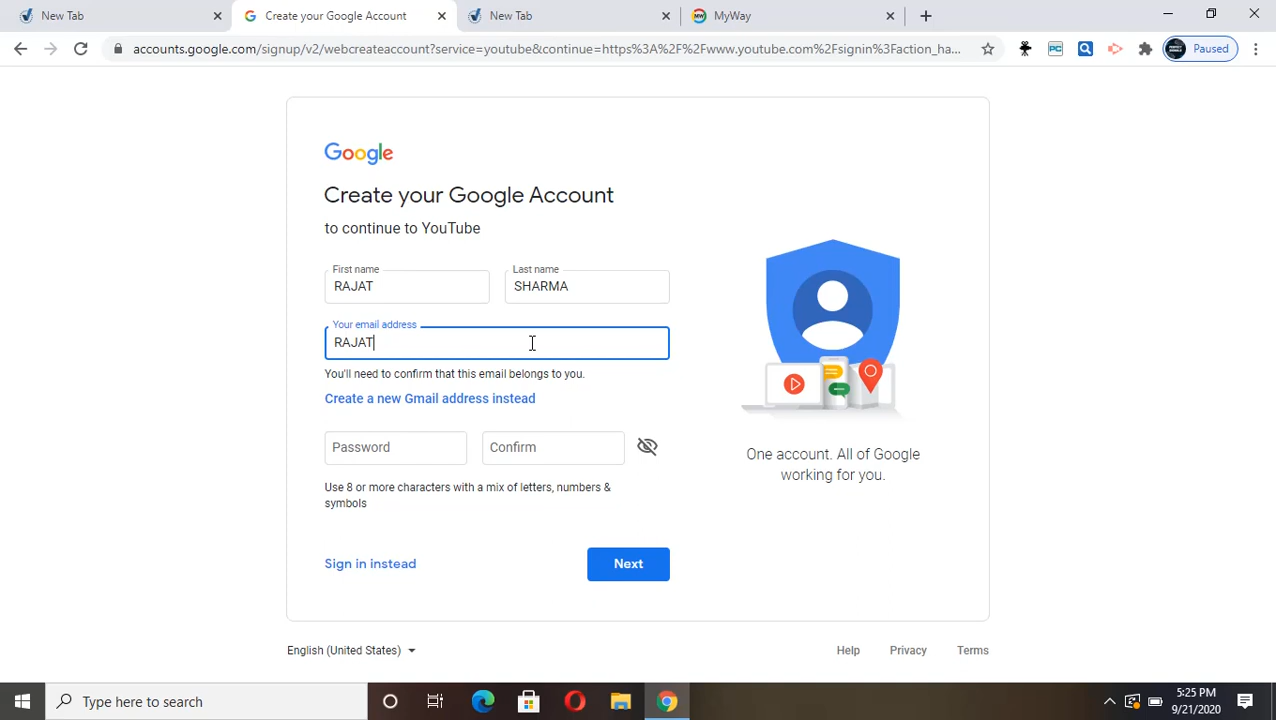 New Tab
Create your Google Account
New Tab
MW MyWay
accounts.google.com/signup/v2/webcreateaccount?service=youtube&continue=https%3A%2F%2Fwww.youtube.com%2Fsignin%3Faction_ha...
PC
Paused
Google
Create your Google Account
to continue to YouTube
First name
Last name
RAJAT
SHARMA
Your email address
RAJAT
You'll need to confirm that this email belongs to you.
Create a new Gmail address instead
Password
Confirm
Use 8 or more characters with a mix of letters, numbers &
symbols
One account. All of Google
working for you.
Sign in instead
Next
English (United States)
Help
Privacy
Terms
Type here to search
5:25 PM
9/21/2020